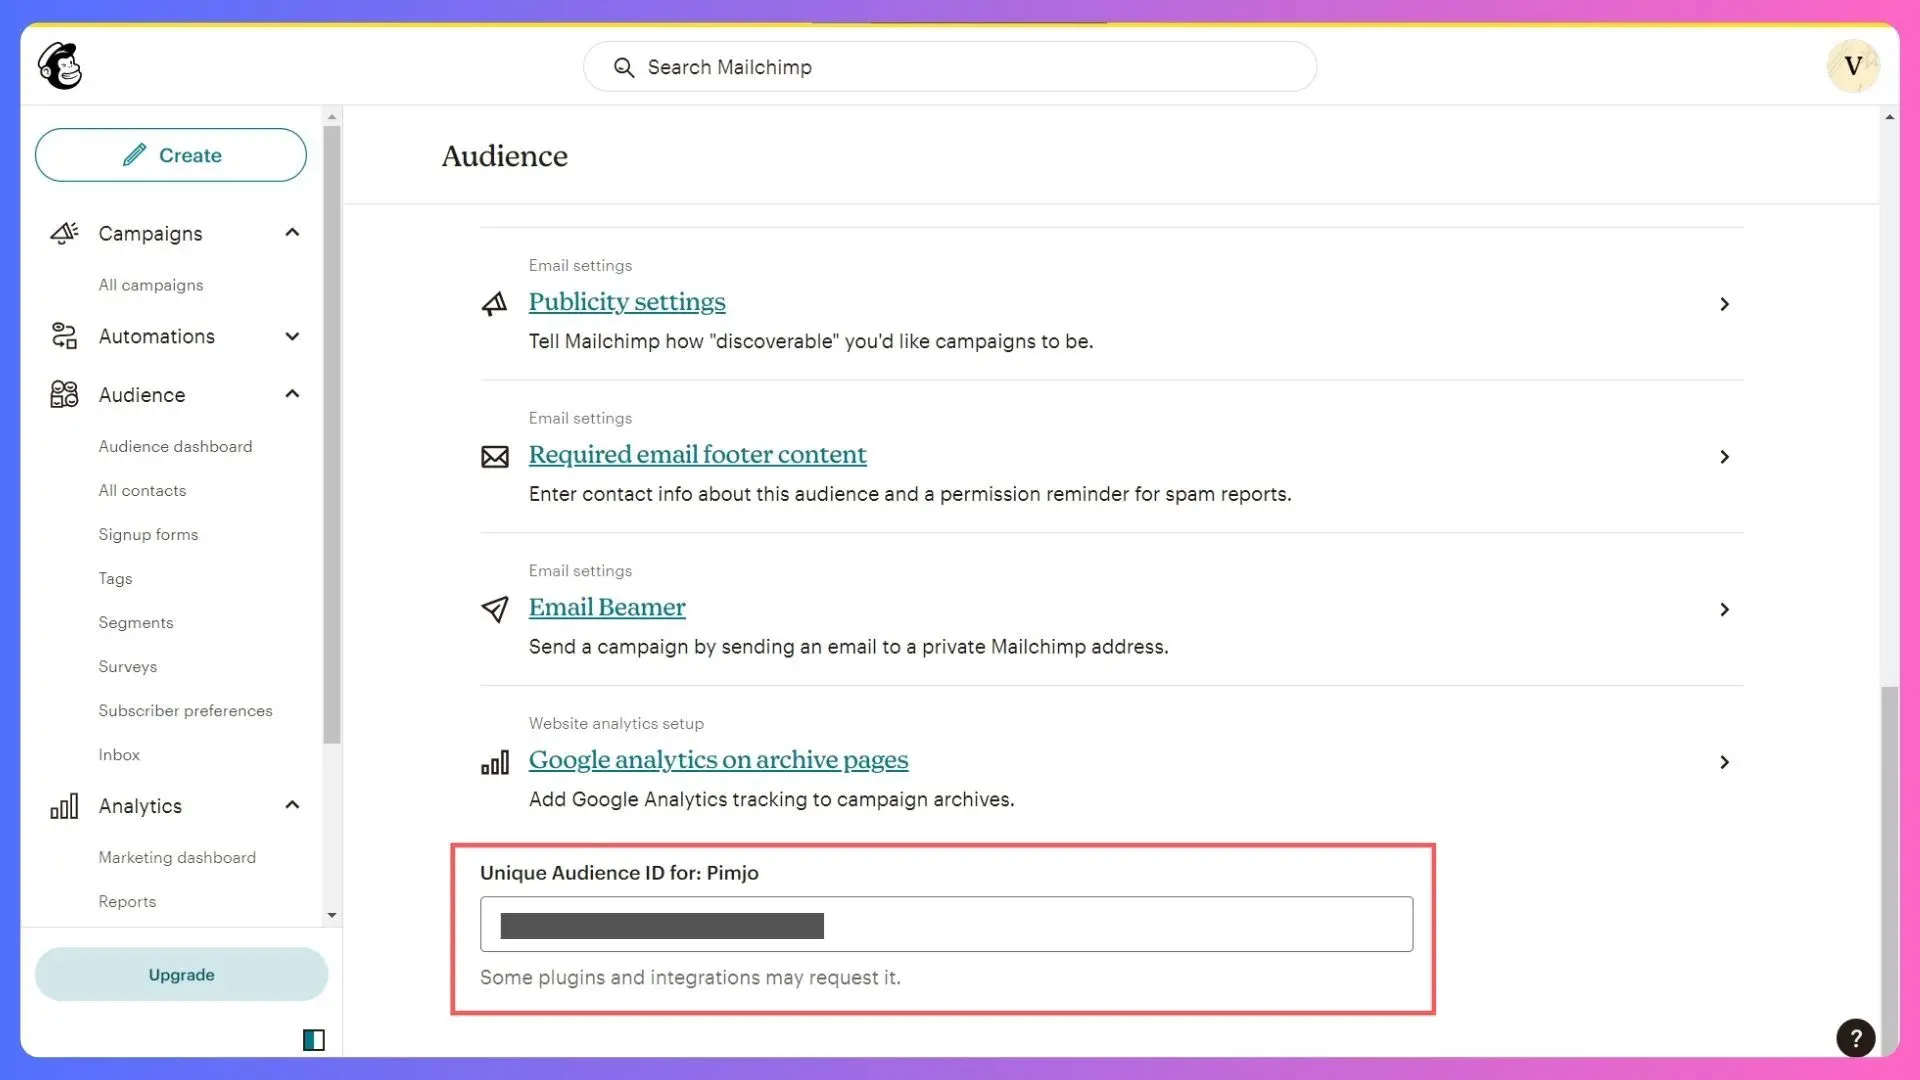 Search Mailchimp
V
Create
Campaigns
All campaigns
Automations
Audience
Audience dashboard
All contacts
Signup forms
Tags
Segments
Surveys
Subscriber preferences
Inbox
Analytics
Marketing dashboard
Reports
Upgrade
Audience
Email settings
Publicity settings
Tell Mailchimp how "discoverable" you'd like campaigns to be.
Email settings
Required email footer content
Enter contact info about this audience and a permission reminder for spam reports.
Email settings
Email Beamer
Send a campaign by sending an email to a private Mailchimp address.
Website analytics setup
Google analytics on archive pages
Add Google Analytics tracking to campaign archives.
Unique Audience ID for: Pimjo
Some plugins and integrations may request it.
?